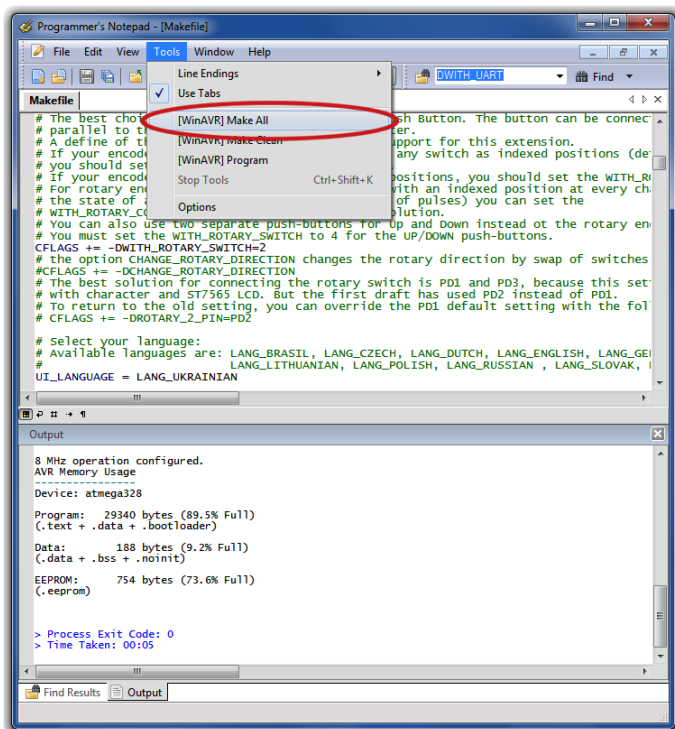 Programmer's Notepad - [Makefile]
File Edit View Tools Window Help
DWITH_UART Find
Line Endings
Use Tabs
[WinAVR] Make All
[WinAVR] Make Clean
[WinAVR] Program
Stop Tools Ctrl+Shift+K
Options
Makefile
# The best choi sh Button. The button can be connec
# parallel to th ter.
# A define of th upport for this extension.
# If your encode any switch as indexed positions (de
# you should set
# If your encode positions, you should set the WITH_R
# For rotary en with an indexed position at every ch
# the state of a of pulses) you can set the
# WITH_ROTARY_CO olution.
# You can also use two separate push-buttons for Up and Down instead ot the rotary en
# You must set the WITH_ROTARY_SWITCH to 4 for the UP/DOWN push-buttons.
CFLAGS += -DWITH_ROTARY_SWITCH=2
# the option CHANGE_ROTARY_DIRECTION changes the rotary direction by swap of switches
#CFLAGS += -DCHANGE_ROTARY_DIRECTION
# The best solution for connecting the rotary switch is PD1 and PD3, because this set
# with character and ST7565 LCD. But the first draft has used PD2 instead of PD1.
# To return to the old setting, you can override the PD1 default setting with the fol
# CFLAGS += -DROTARY_2_PIN=PD2
# Select your language:
# Available languages are: LANG_BRASIL, LANG_CZECH, LANG_DUTCH, LANG_ENGLISH, LANG_GE
# LANG_LITHUANIAN, LANG_POLISH, LANG_RUSSIAN , LANG_SLOVAK,
UI_LANGUAGE = LANG_UKRAINIAN
Output
8 MHz operation configured.
AVR Memory Usage
----------------
Device: atmega328
Program: 29340 bytes (89.5% Full)
(.text + .data + .bootloader)
Data: 188 bytes (9.2% Full)
(.data + .bss + .noinit)
EEPROM: 754 bytes (73.6% Full)
(.eeprom)
> Process Exit Code: 0
> Time Taken: 00:05
Find Results Output